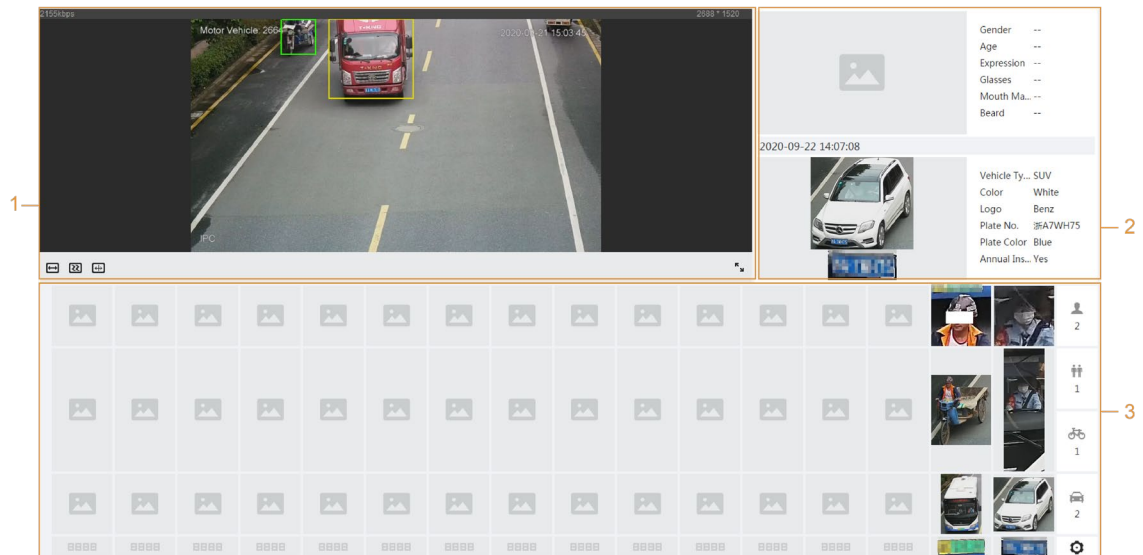 2155kbps
2688 * 1520
Motor Vehicle: 2664
2020-09-21 15:03:45
IPC
Gender --
Age --
Expression --
Glasses --
Mouth Ma... --
Beard --
2020-09-22 14:07:08
Vehicle Ty... SUV
Color White
Logo Benz
Plate No. 浙A7WH75
Plate Color Blue
Annual Ins... Yes
1
2
3
2
1
1
2